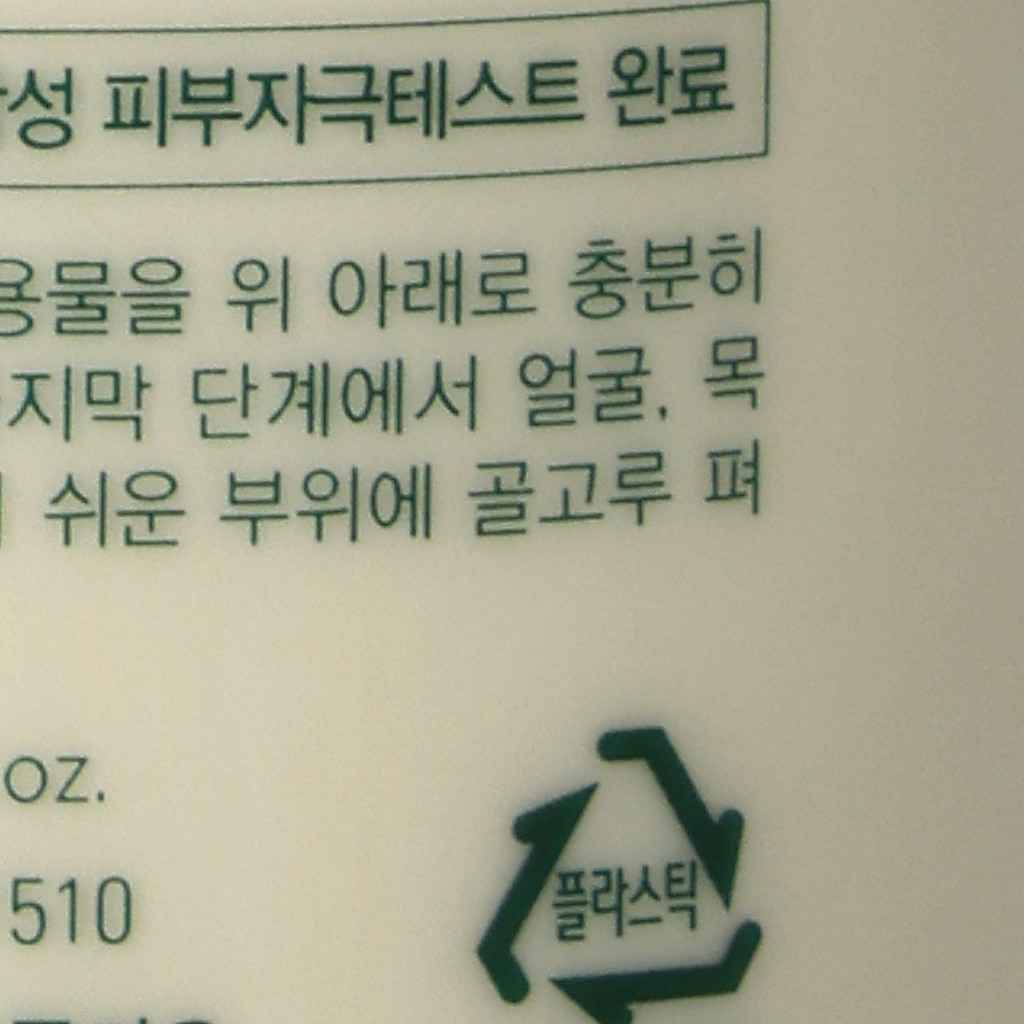 피부자극테스트 완료
용물을 위 아래로 충분히
지막 단계에서 얼굴, 목
쉬운 부위에 골고루 펴
oz.
510
플라스틱